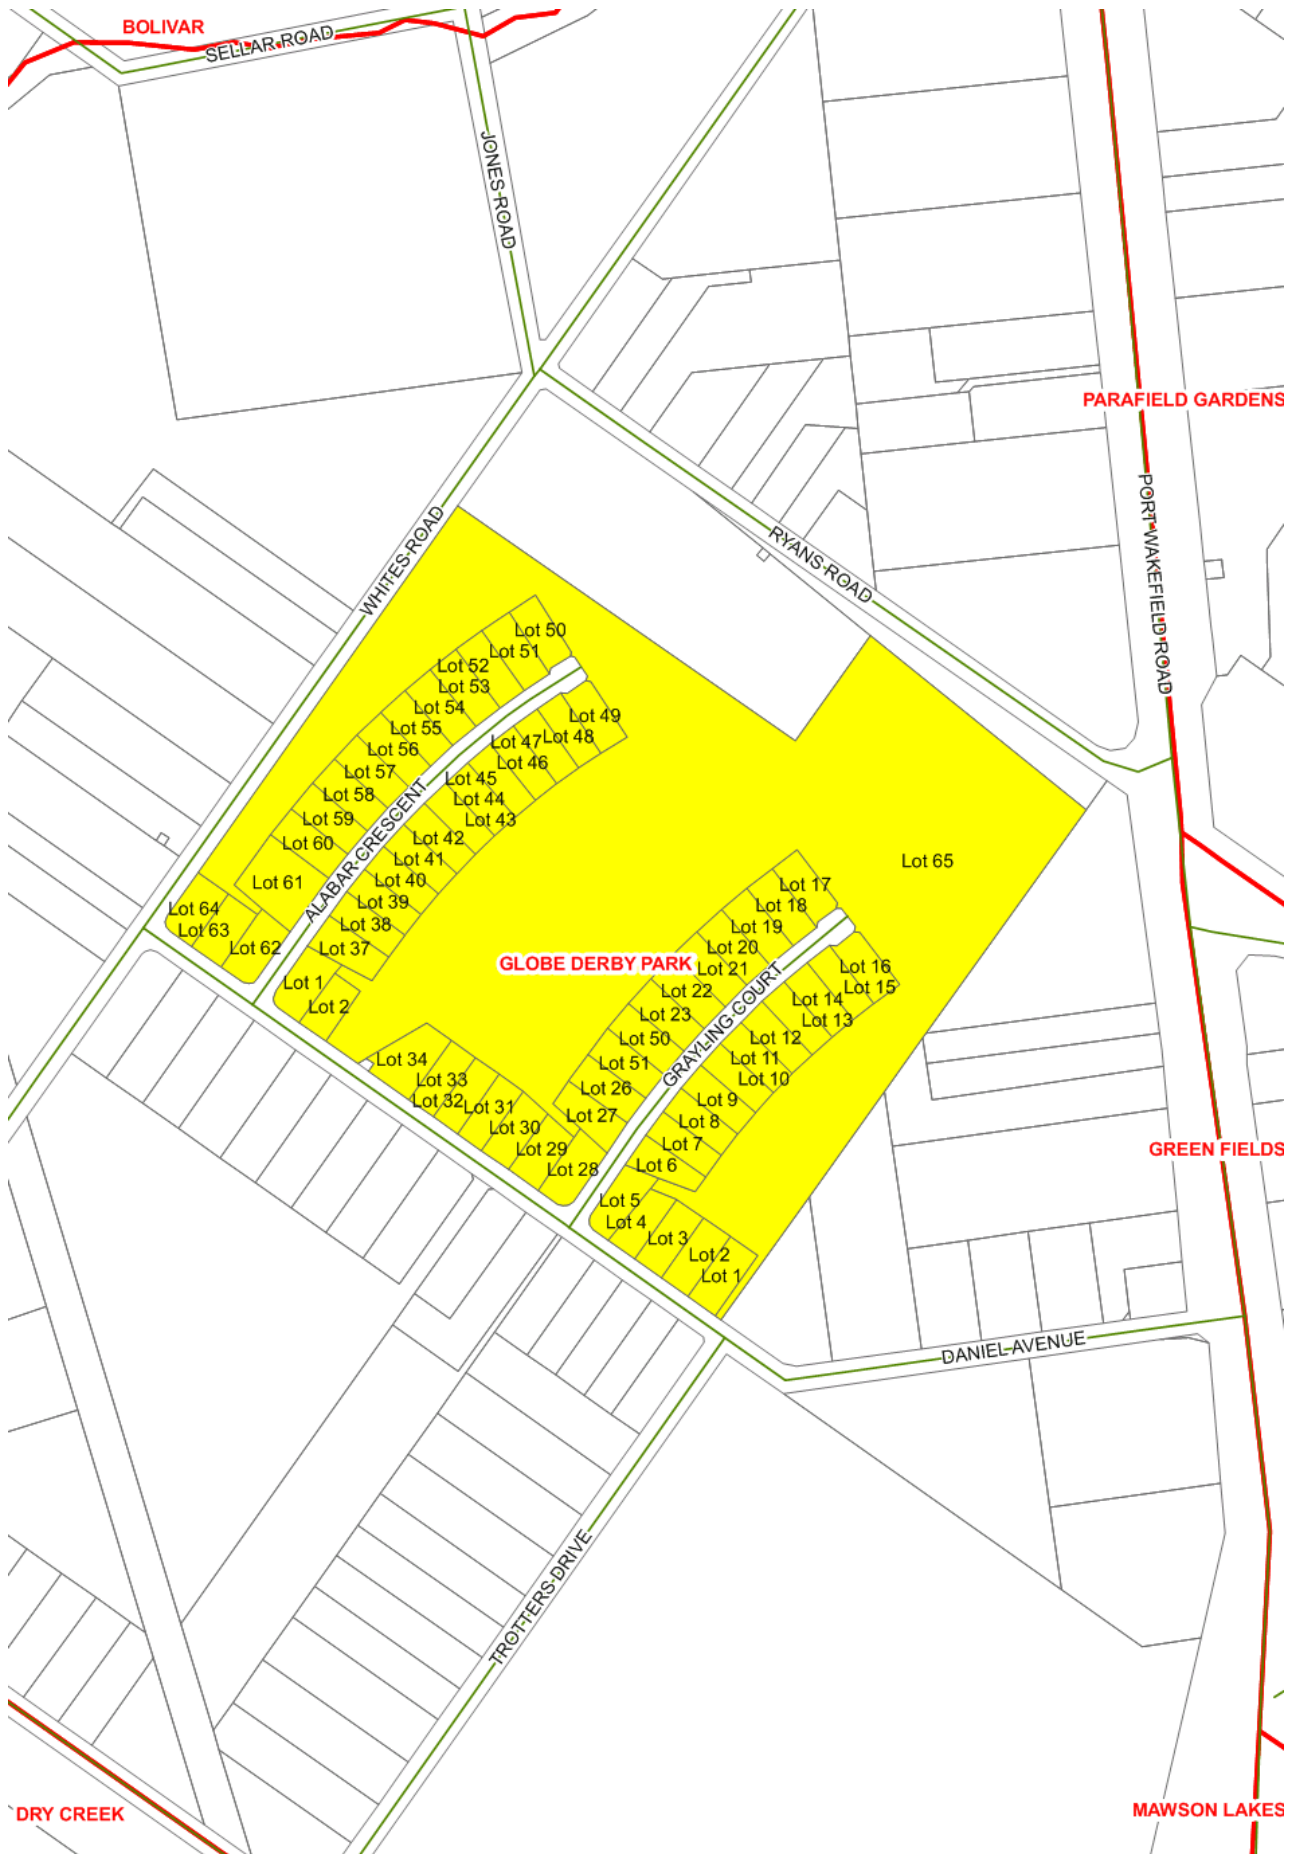 BOLIVAR
SELLAR ROAD
JONES ROAD
PARAFIELD GARDENS
PORT WAKEFIELD ROAD
WHITES ROAD
RYANS ROAD
Lot 50
Lot 51
Lot 52
Lot 53
Lot 54
Lot 55
Lot 56
Lot 57
Lot 58
Lot 59
Lot 60
Lot 61
Lot 49
Lot 48
Lot 47
Lot 46
Lot 45
Lot 44
Lot 43
Lot 42
Lot 41
Lot 40
Lot 39
Lot 38
Lot 37
ALABAR CRESCENT
Lot 64
Lot 63
Lot 62
Lot 1
Lot 2
Lot 65
GLOBE DERBY PARK
Lot 17
Lot 18
Lot 19
Lot 20
Lot 21
Lot 22
Lot 23
Lot 50
Lot 51
Lot 26
Lot 27
GRAYLING COURT
Lot 16
Lot 15
Lot 14
Lot 13
Lot 12
Lot 11
Lot 10
Lot 9
Lot 8
Lot 7
Lot 6
Lot 34
Lot 33
Lot 32
Lot 31
Lot 30
Lot 29
Lot 28
Lot 5
Lot 4
Lot 3
Lot 2
Lot 1
GREEN FIELDS
DANIEL AVENUE
TROTTERS DRIVE
DRY CREEK
MAWSON LAKES